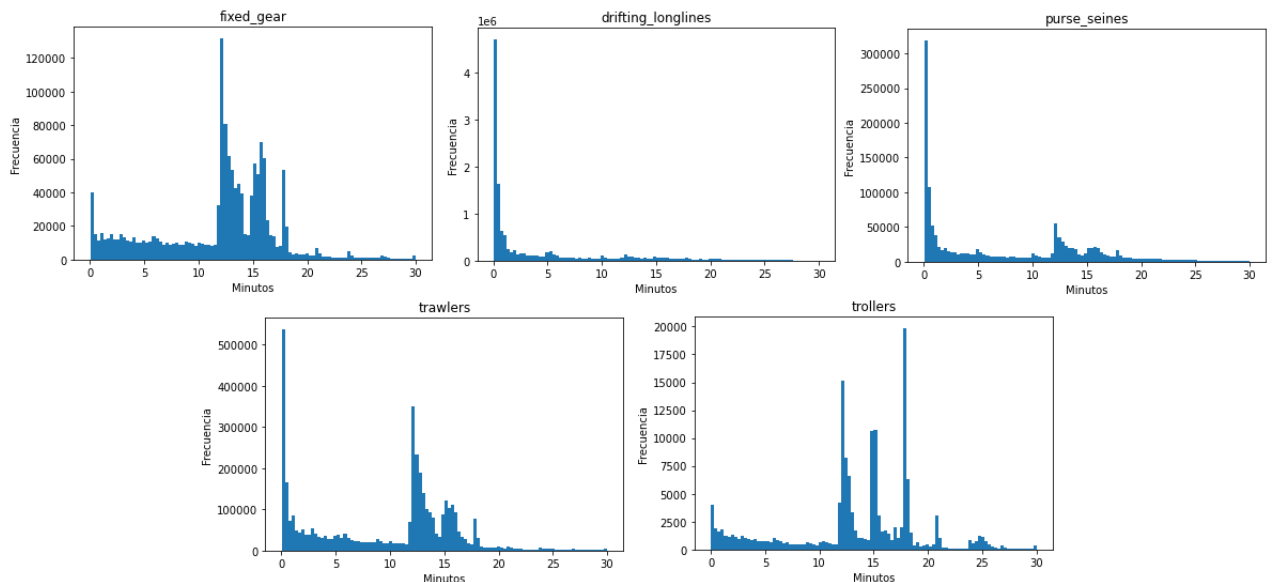 fixed_gear
120000
100000
80000
60000
40000
20000
0
Frecuencia
0 5 10 15 20 25 30
Minutos
drifting_longlines
1e6
4
3
2
1
0
Frecuencia
0 5 10 15 20 25 30
Minutos
purse_seines
300000
250000
200000
150000
100000
50000
0
Frecuencia
0 5 10 15 20 25 30
Minutos
trawlers
500000
400000
300000
200000
100000
0
Frecuencia
0 5 10 15 20 25 30
Minutos
trollers
20000
17500
15000
12500
10000
7500
5000
2500
0
Frecuencia
0 5 10 15 20 25 30
Minutos